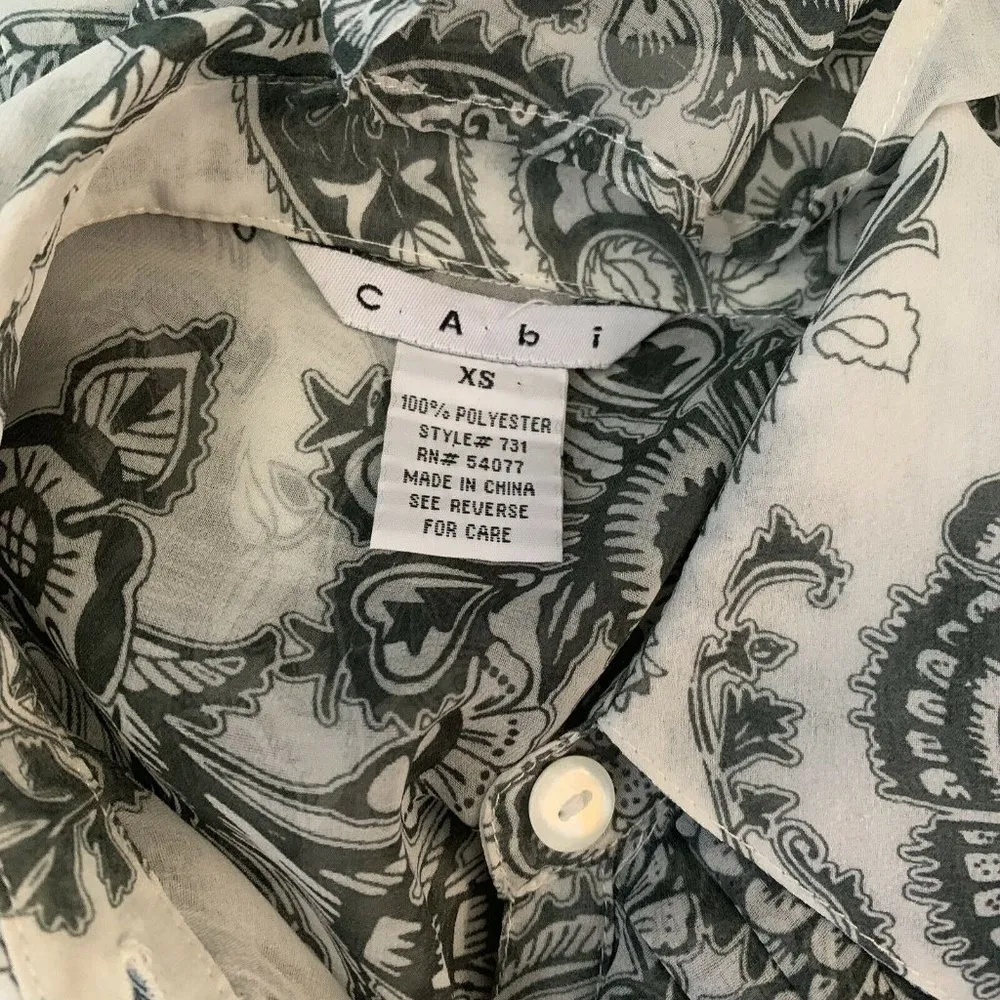 CAbi
XS
100% POLYESTER
STYLE# 731
RN# 54077
MADE IN CHINA
SEE REVERSE
FOR CARE